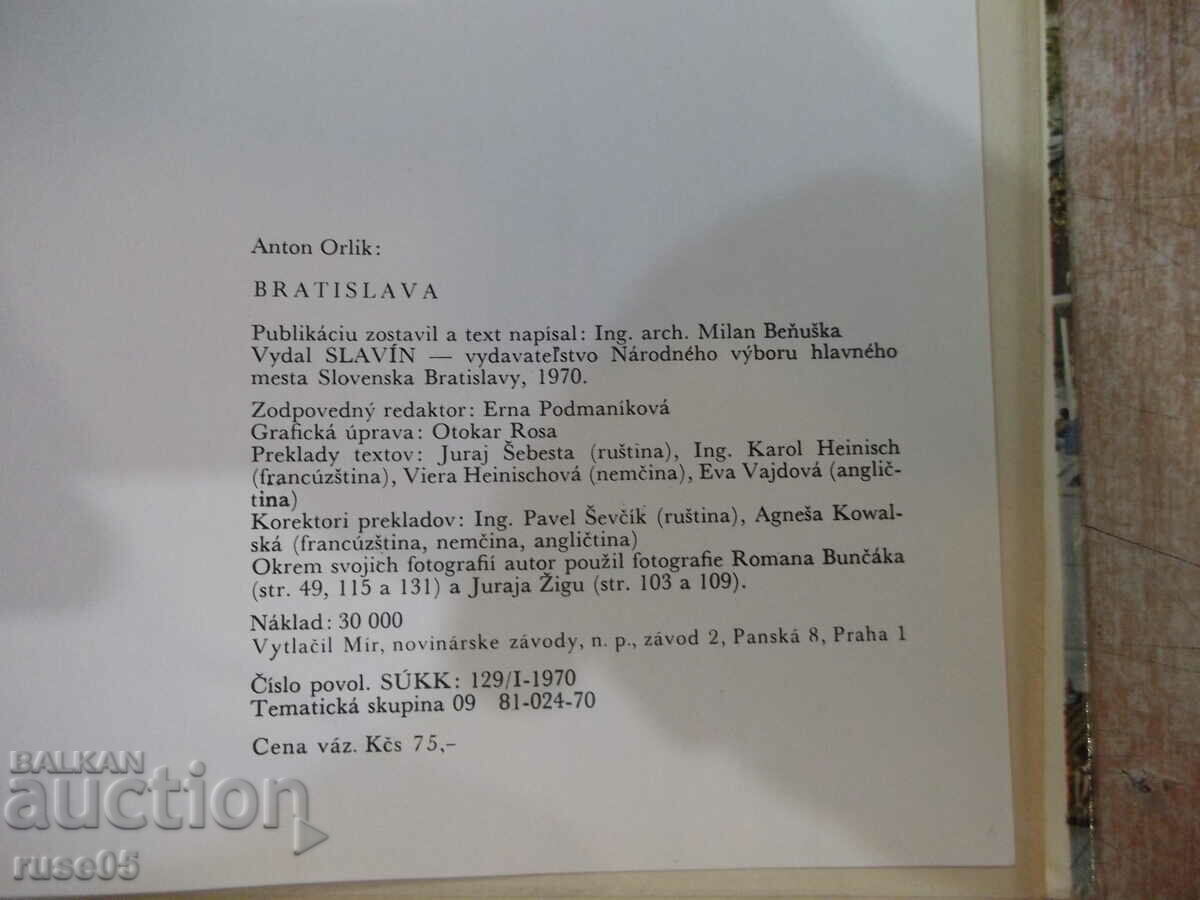 Anton Orlík:
BRATISLAVA
Publikáciu zostavil a text napísal: Ing. arch. Milan Beňuška
Vydal SLAVÍN — vydavateľstvo Národného výboru hlavného
mesta Slovenska Bratislavy, 1970.
Zodpovedný redaktor: Erna Podmaníková
Grafická úprava: Otokar Rosa
Preklady textov: Juraj Šebesta (ruština), Ing. Karol Heinisch
(francúzština), Viera Heinischová (nemčina), Eva Vajdová (anglič-
tina)
Korektori prekladov: Ing. Pavel Ševčík (ruština), Agneša Kowal-
ská (francúzština, nemčina, angličtina)
Okrem svojich fotografií autor použil fotografie Romana Bunčáka
(str. 49, 115 a 131) a Juraja Žigu (str. 103 a 109).
Náklad: 30 000
Vytlačil Mír, novinárske závody, n. p., závod 2, Panská 8, Praha 1
Číslo povol. SÚKK: 129/I-1970
Tematická skupina 09 81-024-70
Cena váz. Kčs 75,-
BALKAN
auction
ruse05